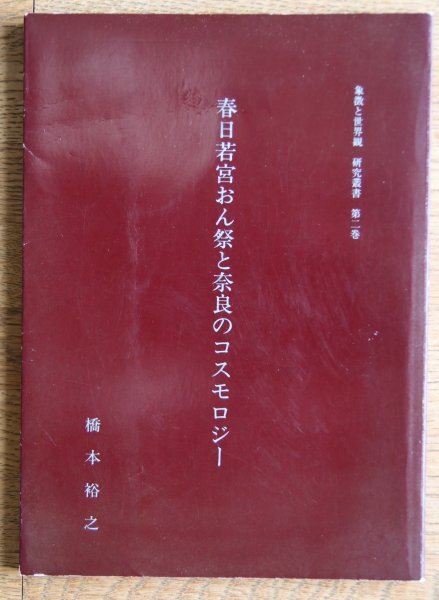 象徴と世界観　研究叢書　第二巻
春日若宮おん祭と奈良のコスモロジー
橋本裕之